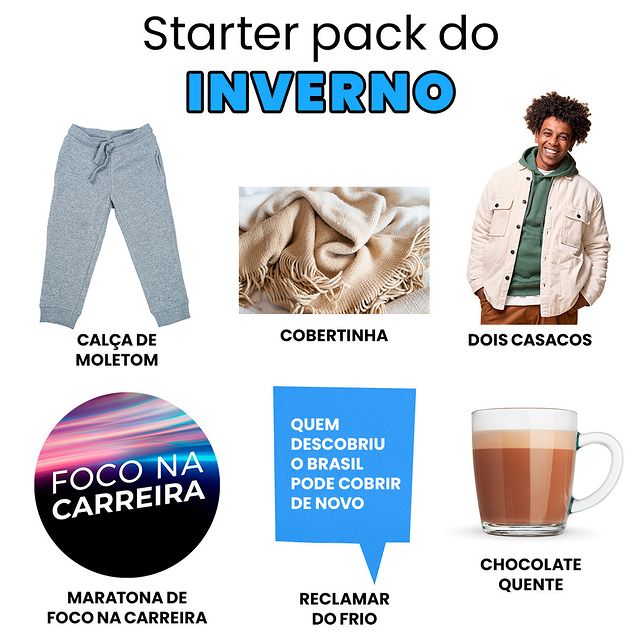 Starter pack do
INVERNO
CALÇA DE
MOLETOM
COBERTINHA
DOIS CASACOS
FOCO NA
CARREIRA
MARATONA DE
FOCO NA CARREIRA
QUEM
DESCOBRIU
O BRASIL
PODE COBRIR
DE NOVO
RECLAMAR
DO FRIO
CHOCOLATE
QUENTE